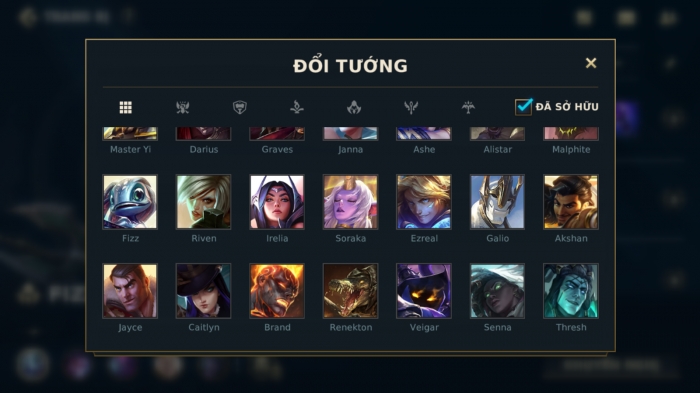 ĐỔI TƯỚNG
ĐÃ SỞ HỮU
Master Yi Darius Graves Janna Ashe Alistar Malphite
Fizz Riven Irelia Soraka Ezreal Galio Akshan
Jayce Caitlyn Brand Renekton Veigar Senna Thresh